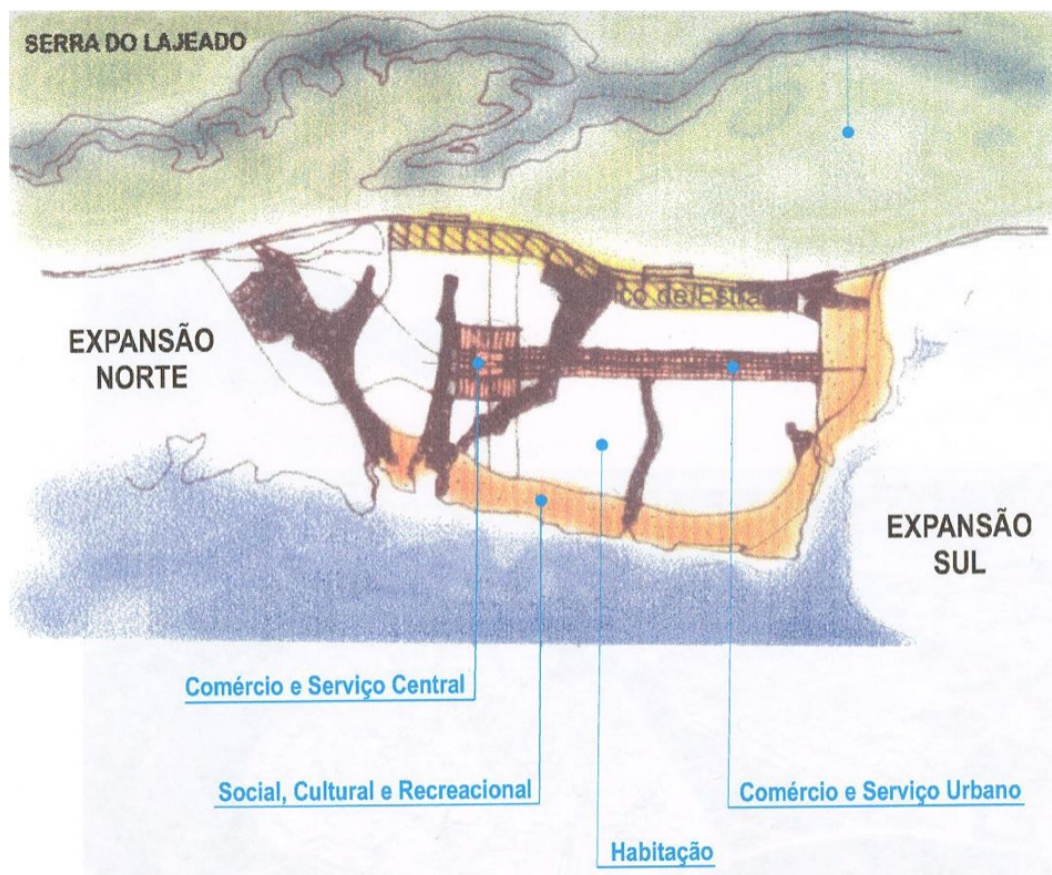 SERRA DO LAJEADO
EXPANSÃO
NORTE
EXPANSÃO
SUL
Comércio e Serviço Central
Social, Cultural e Recreacional
Comércio e Serviço Urbano
Habitação